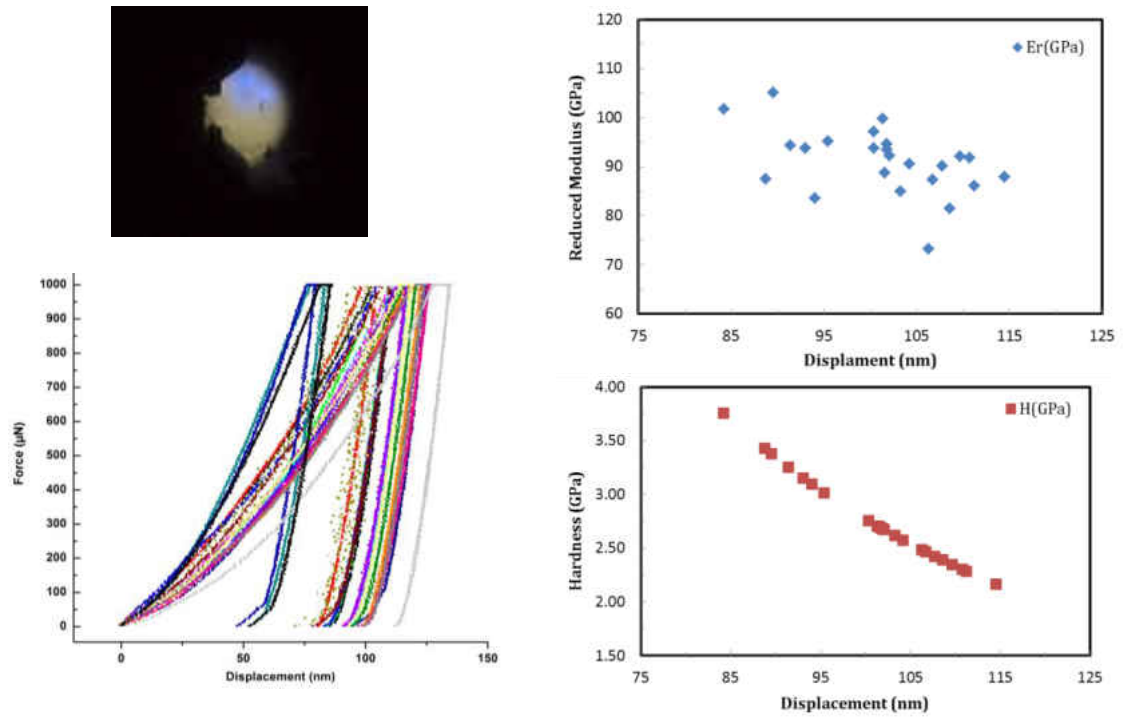 1000
900
800
700
600
500
400
300
200
100
0
Force (µN)
0 50 100 150
Displacement (nm)
120
110
100
90
80
70
60
Reduced Modulus (GPa)
Er(GPa)
75 85 95 105 115 125
Displament (nm)
4.00
3.50
3.00
2.50
2.00
1.50
Hardness (GPa)
H(GPa)
75 85 95 105 115 125
Displacement (nm)